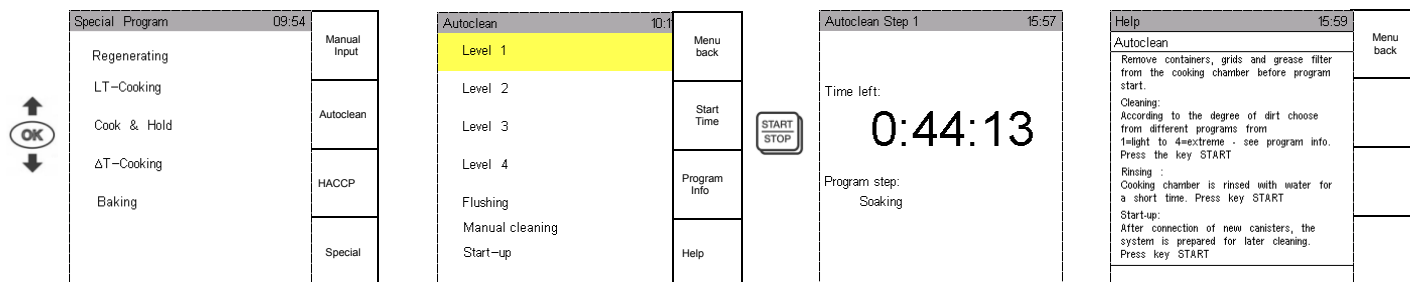 OK
Special Program 09:54
Regenerating
LT-Cooking
Cook & Hold
ΔT-Cooking
Baking
Manual
Input
Autoclean
HACCP
Special
Autoclean 10:1
Level 1
Level 2
Level 3
Level 4
Flushing
Manual cleaning
Start-up
Menu
back
Start
Time
Program
Info
Help
START
STOP
Autoclean Step 1 15:57
Time left:
0:44:13
Program step:
Soaking
Help 15:59
Autoclean
Remove containers, grids and grease filter
from the cooking chamber before program
start.
Cleaning:
According to the degree of dirt choose
from different programs from
1=light to 4=extreme - see program info.
Press the key START
Rinsing :
Cooking chamber is rinsed with water for
a short time. Press key START
Start-up:
After connection of new canisters, the
system is prepared for later cleaning.
Press key START
Menu
back